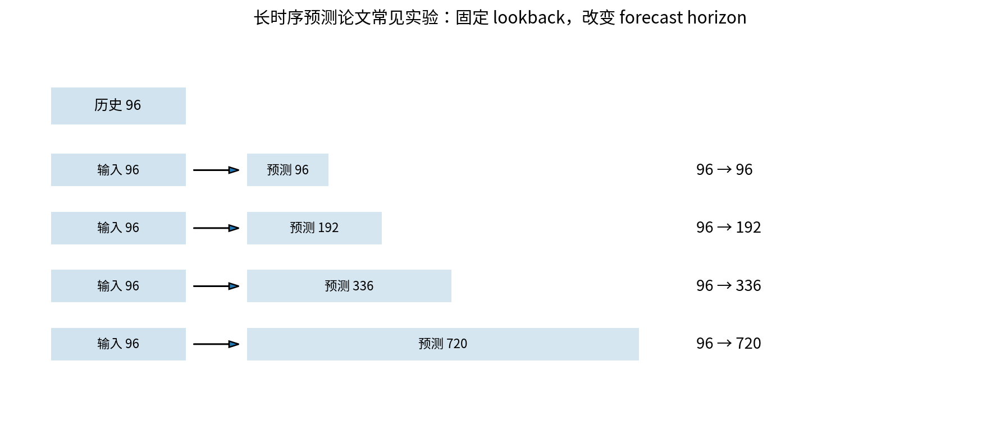 长时序预测论文常见实验：固定 lookback，改变 forecast horizon
历史 96
输入 96 预测 96 96 → 96
输入 96 预测 192 96 → 192
输入 96 预测 336 96 → 336
输入 96 预测 720 96 → 720